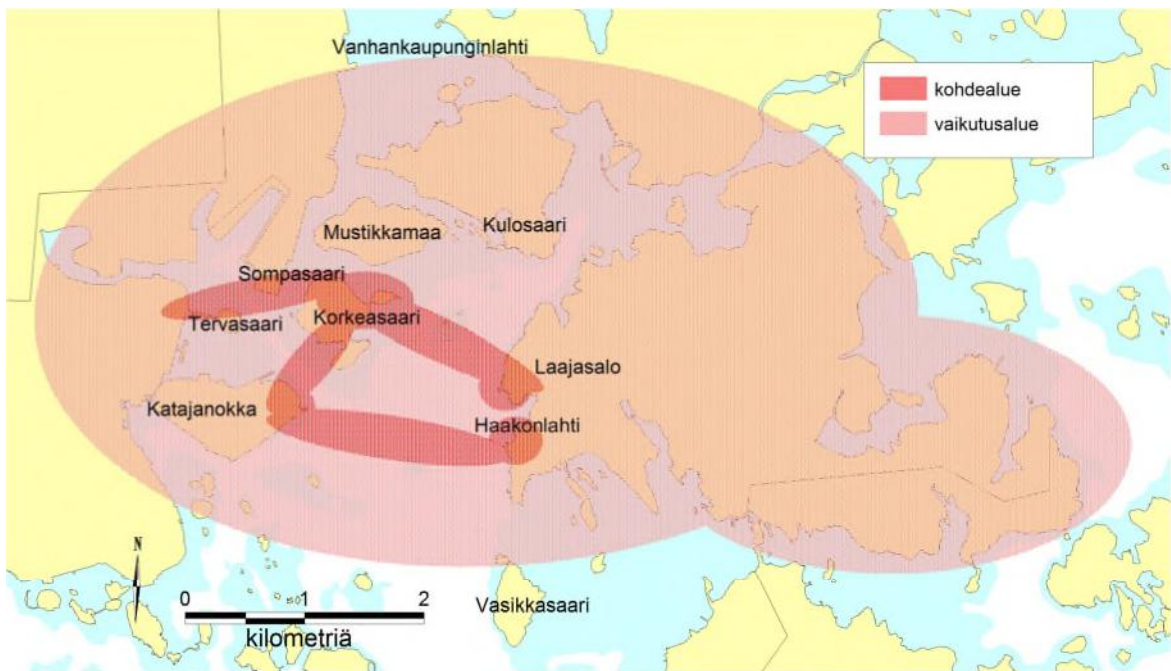 Vanhankaupunginlahti
kohdealue
vaikutusalue
Mustikkamaa
Kulosaari
Sompasaari
Tervasaari
Korkeasaari
Laajasalo
Katajanokka
Haakonlahti
N
0 1 2
kilometriä
Vasikkasaari